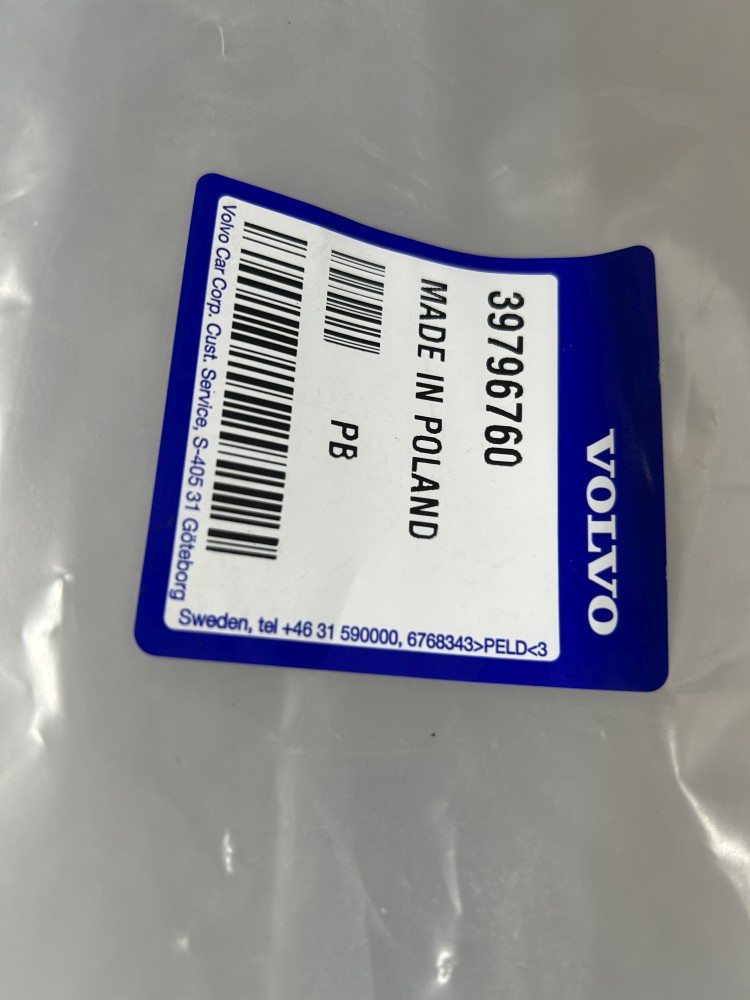 VOLVO
39796760
MADE IN POLAND
PB
Volvo Car Corp. Cust. Service, S-405 31 Göteborg
Sweden, tel +46 31 590000, 6768343>PELD<3